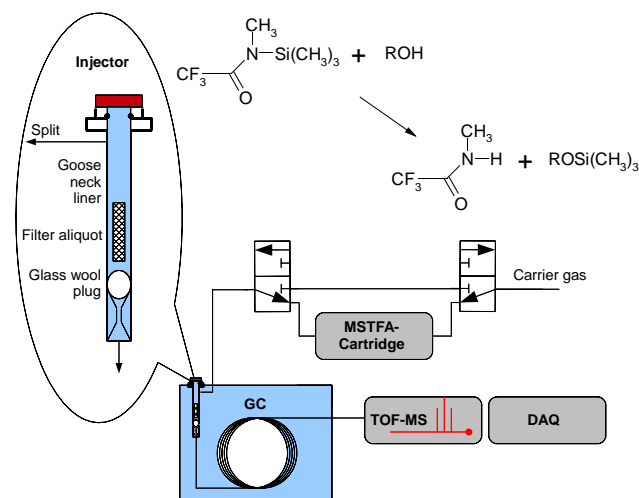 Injector
Split
Goose
neck
liner
Filter aliquot
Glass wool
plug
CH3
N Si(CH3)3 + ROH
CF3
O
CH3
N H + ROSi(CH3)3
CF3
O
Carrier gas
MSTFA-
Cartridge
GC
TOF-MS
DAQ